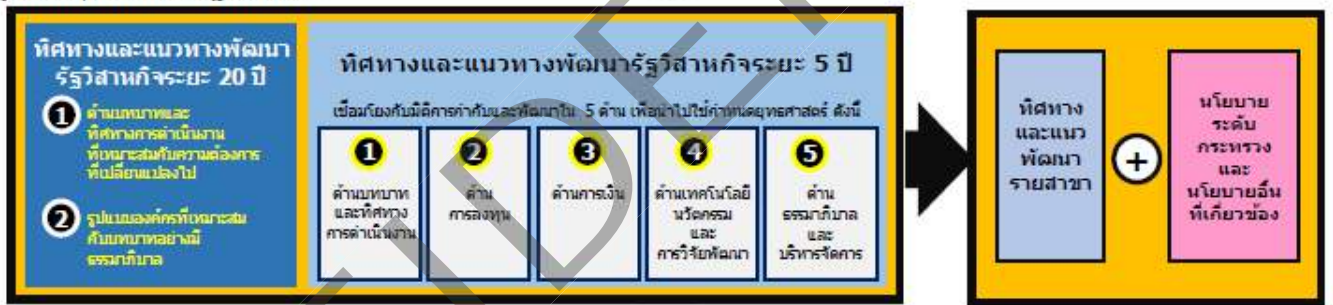 ทิศทางและแนวทางพัฒนา
รัฐวิสาหกิจระยะ 20 ปี
1
ด้านบทบาทและ
ทิศทางการดำเนินงาน
ที่เหมาะสมกับความต้องการ
ที่เปลี่ยนแปลงไป
2
รูปแบบองค์กรที่เหมาะสม
กับบทบาทอย่างมี
ธรรมาภิบาล
ทิศทางและแนวทางพัฒนารัฐวิสาหกิจระยะ 5 ปี
เชื่อมโยงกับมิติการกำกับและพัฒนาใน 5 ด้าน เพื่อนำไปใช้กำหนดยุทธศาสตร์ ดังนี้
1
ด้านบทบาท
และทิศทาง
การดำเนินงาน
2
ด้าน
การลงทุน
3
ด้านการเงิน
4
ด้านเทคโนโลยี
นวัตกรรม
และ
การวิจัยพัฒนา
5
ด้าน
ธรรมาภิบาล
และ
บริหารจัดการ
ทิศทาง
และแนว
พัฒนา
รายสาขา
+
นโยบาย
ระดับ
กระทรวง
และ
นโยบายอื่น
ที่เกี่ยวข้อง